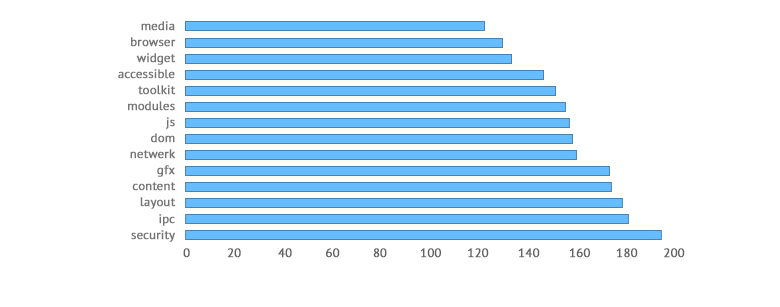 media
browser
widget
accessible
toolkit
modules
js
dom
netwerk
gfx
content
layout
ipc
security
0 20 40 60 80 100 120 140 160 180 200